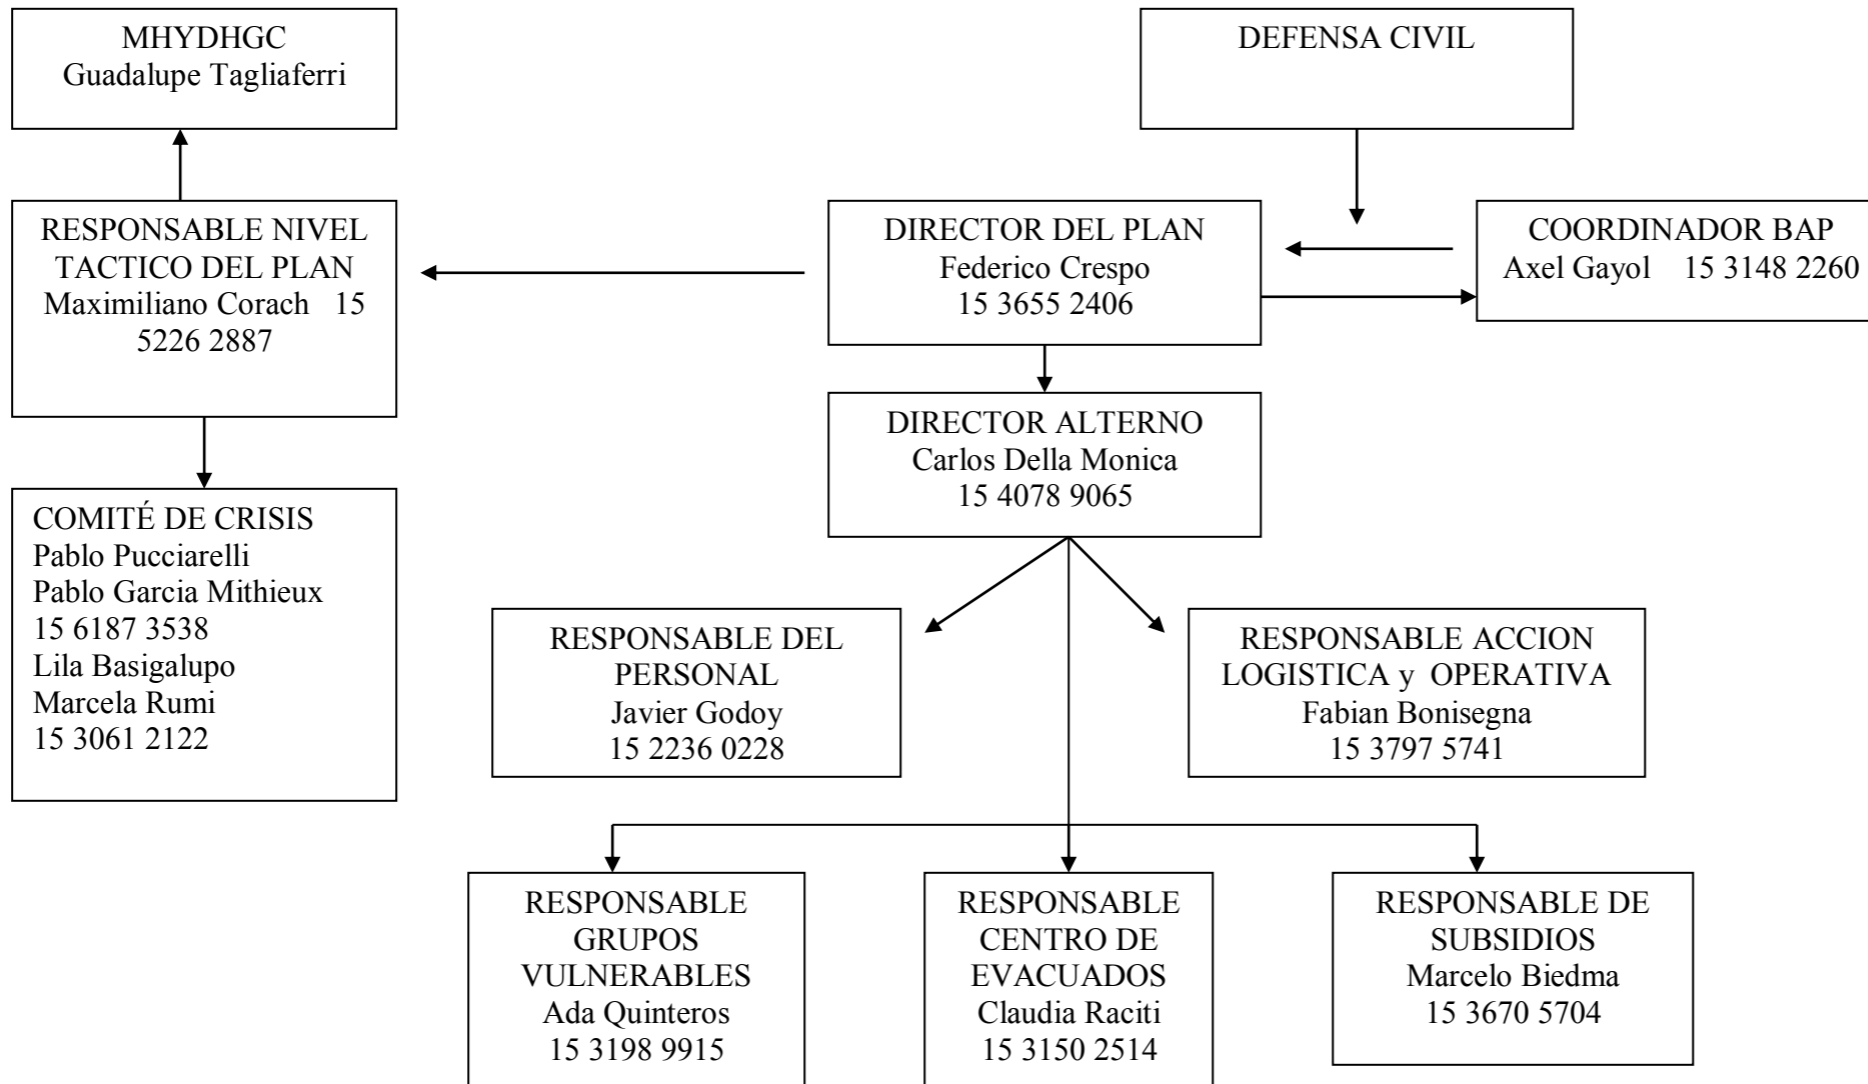 MHYDHGC
Guadalupe Tagliaferri
DEFENSA CIVIL
RESPONSABLE NIVEL
TACTICO DEL PLAN
Maximiliano Corach 15
5226 2887
DIRECTOR DEL PLAN
Federico Crespo
15 3655 2406
COORDINADOR BAP
Axel Gayol 15 3148 2260
DIRECTOR ALTERNO
Carlos Della Monica
15 4078 9065
COMITÉ DE CRISIS
Pablo Pucciarelli
Pablo Garcia Mithieux
15 6187 3538
Lila Basigalupo
Marcela Rumi
15 3061 2122
RESPONSABLE DEL
PERSONAL
Javier Godoy
15 2236 0228
RESPONSABLE ACCION
LOGISTICA y OPERATIVA
Fabian Bonisegna
15 3797 5741
RESPONSABLE
GRUPOS
VULNERABLES
Ada Quinteros
15 3198 9915
RESPONSABLE
CENTRO DE
EVACUADOS
Claudia Raciti
15 3150 2514
RESPONSABLE DE
SUBSIDIOS
Marcelo Biedma
15 3670 5704